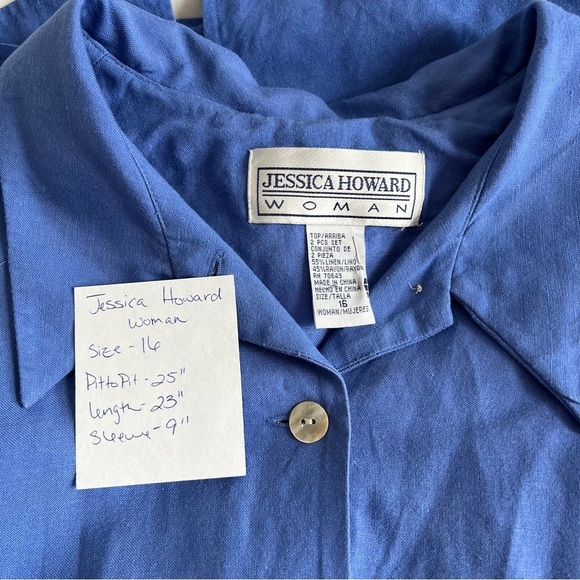 JESSICA HOWARD
WOMAN
TOP/ARRIBA
2 PCS SET
CONJUNTO DE
2 PIEZA
55% LINEN/LINO
45% RAYON/RAYON
RN 70643
MADE IN CHINA
HECHO EN CHINA
SIZE/TALLA
16
WOMAN/MUJERES
Jessica Howard
Woman
Size - 16
Pit to Pit - 25"
length - 23"
Sleeve - 9"